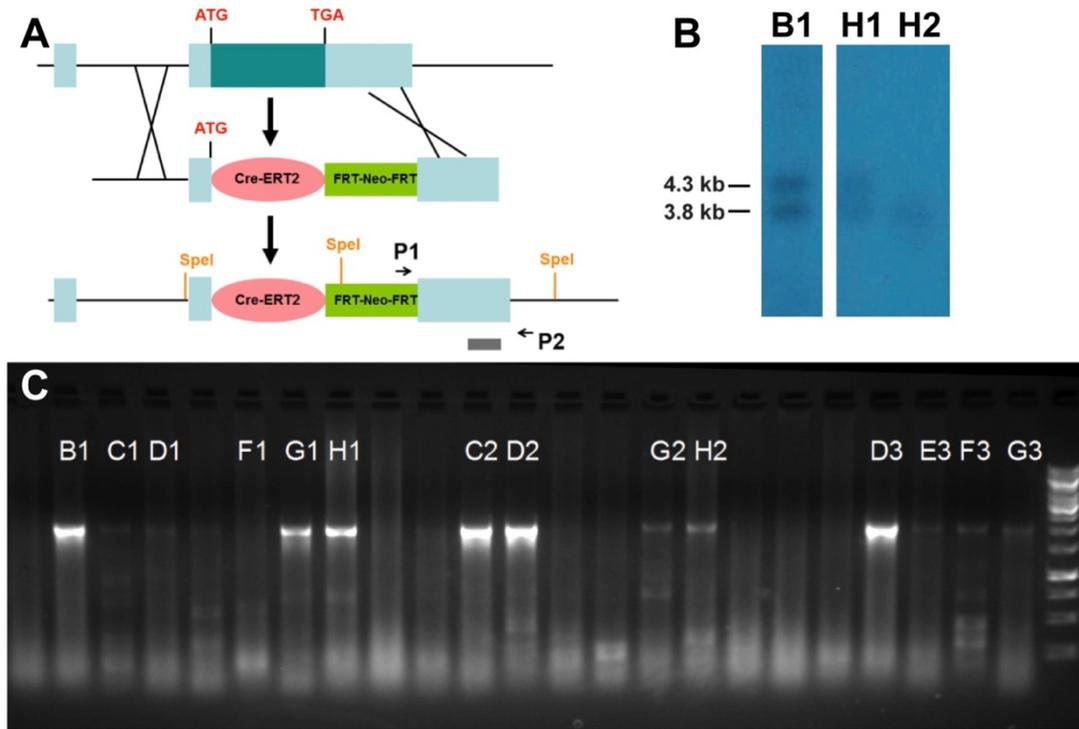 A
ATG TGA
ATG
Cre-ERT2 FRT-Neo-FRT
SpeI SpeI P1 SpeI
Cre-ERT2 FRT-Neo-FRT
P2
B
B1 H1 H2
4.3 kb
3.8 kb
C
B1 C1 D1 F1 G1 H1 C2 D2 G2 H2 D3 E3 F3 G3